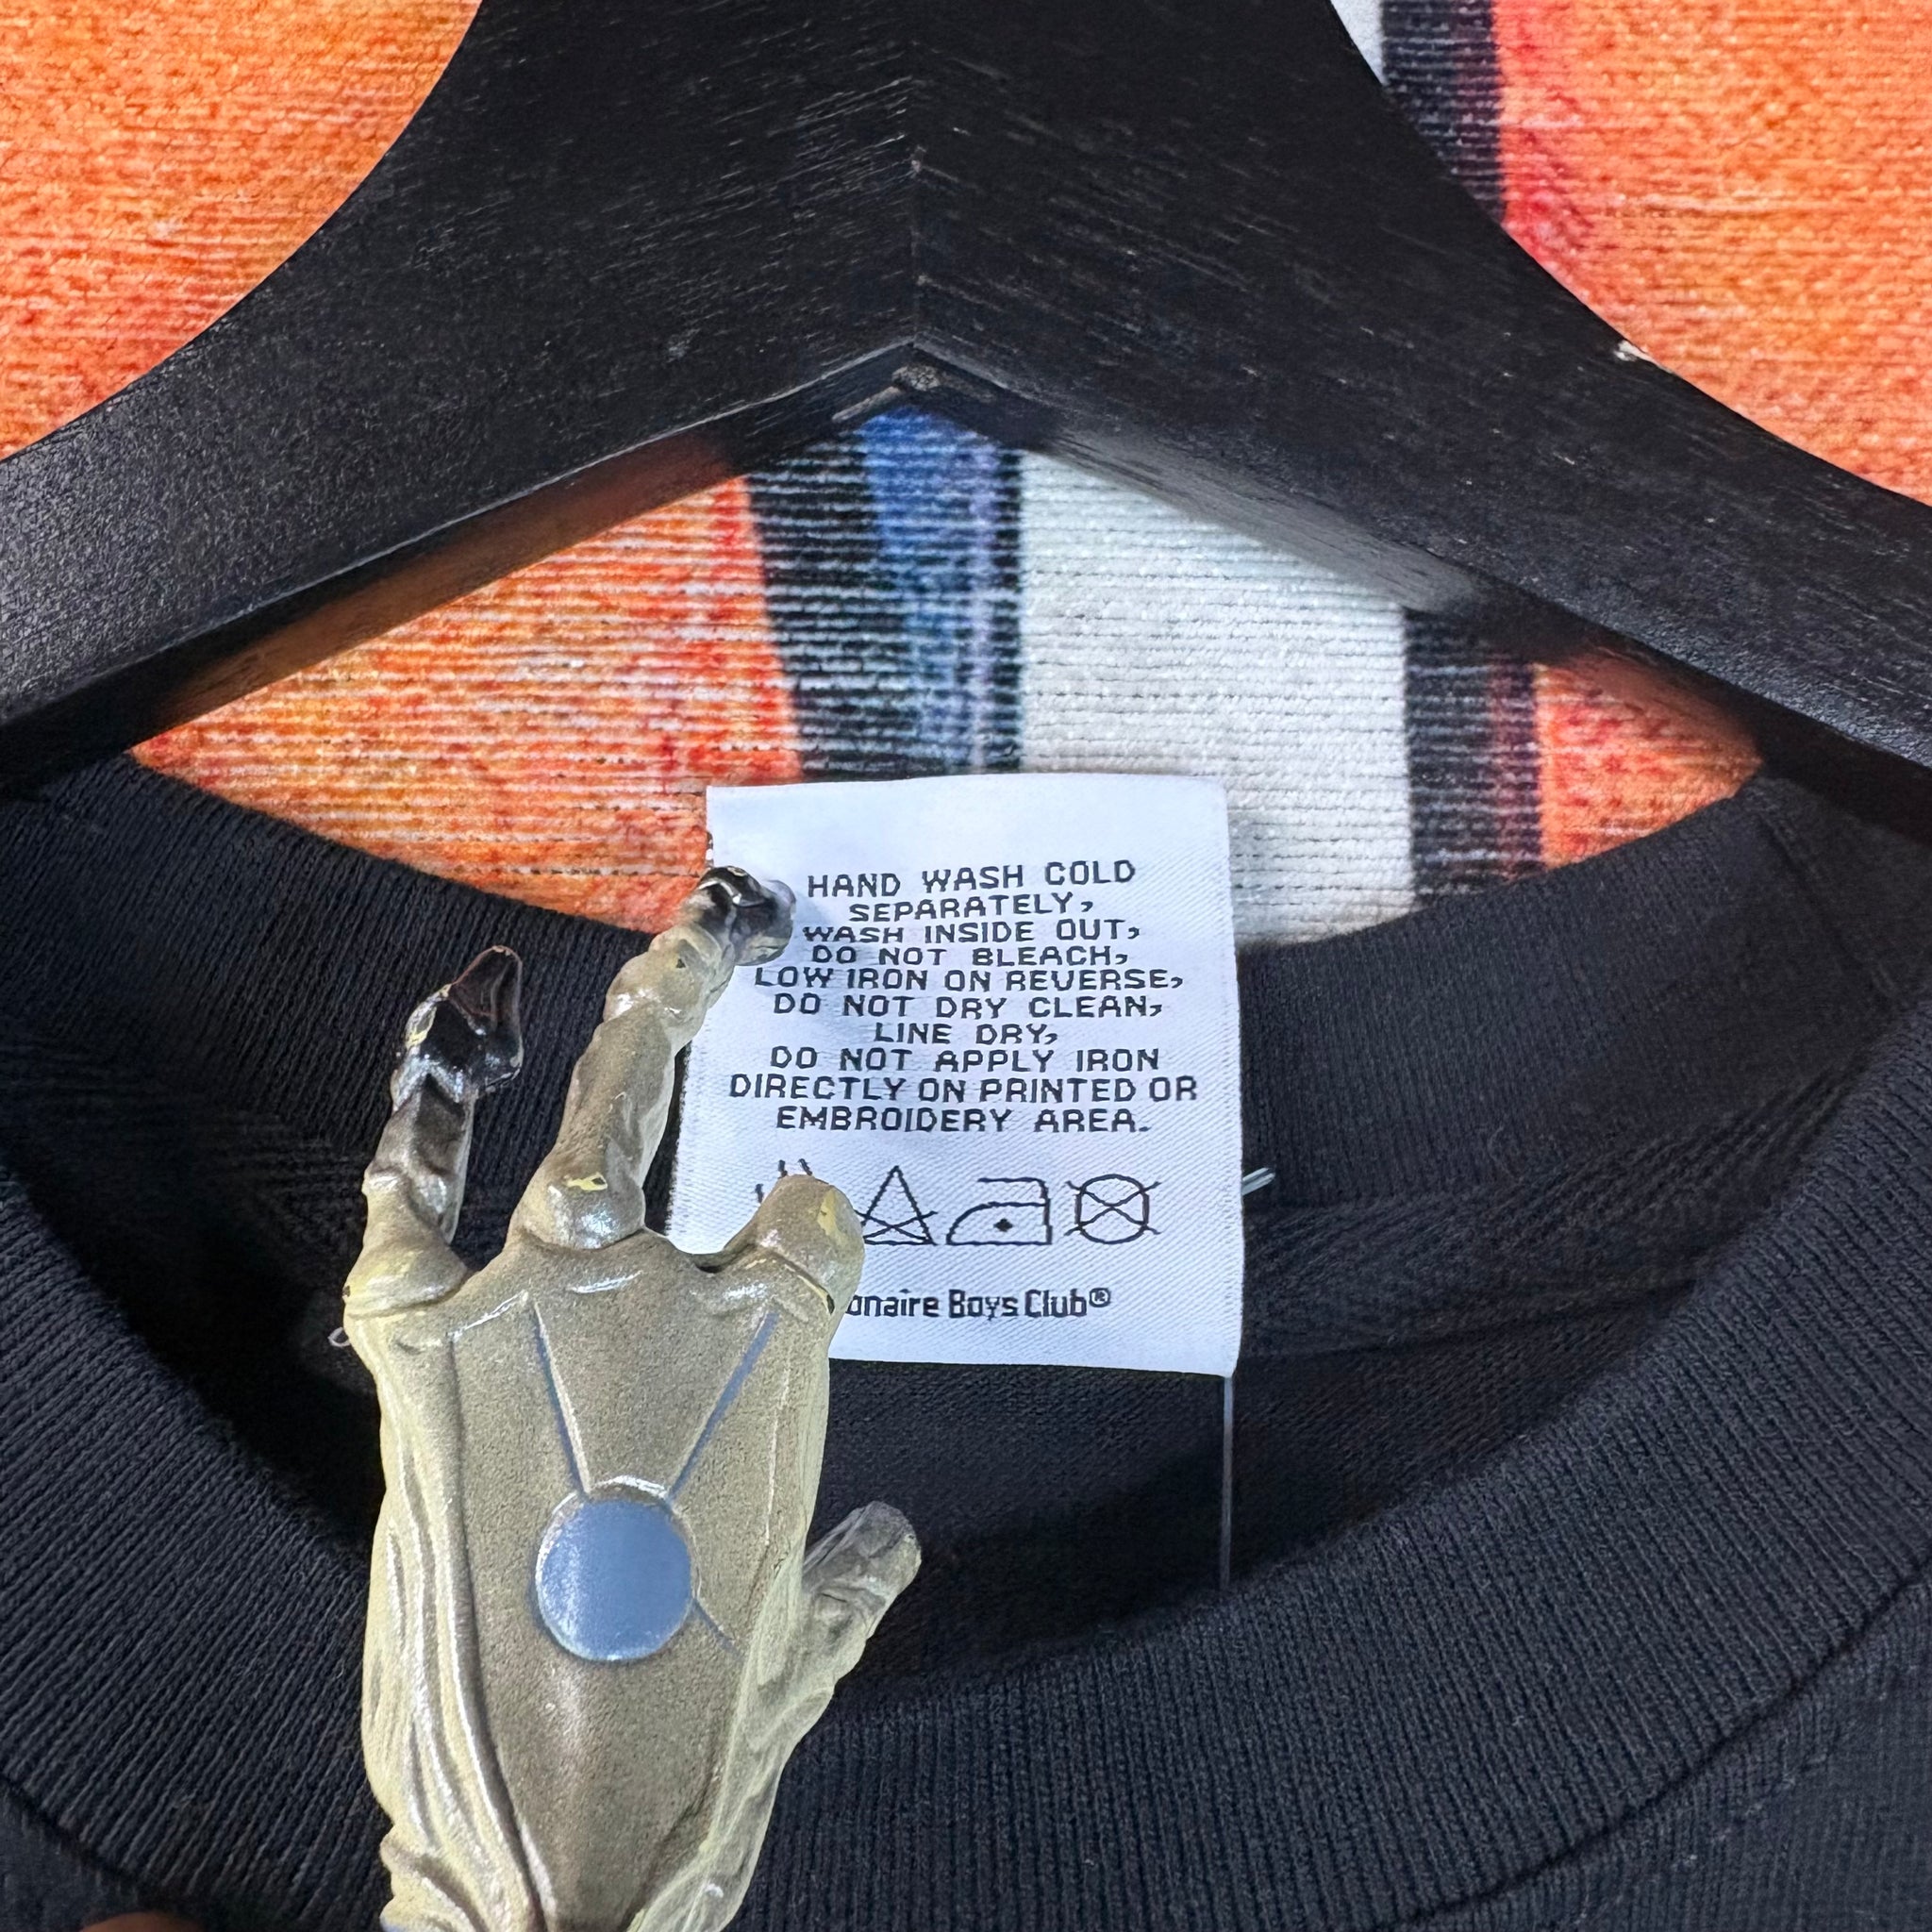 HAND WASH COLD
SEPARATELY,
WASH INSIDE OUT,
DO NOT BLEACH,
LOW IRON ON REVERSE,
DO NOT DRY CLEAN,
LINE DRY,
DO NOT APPLY IRON
DIRECTLY ON PRINTED OR
EMBROIDERY AREA.
Boys Club®